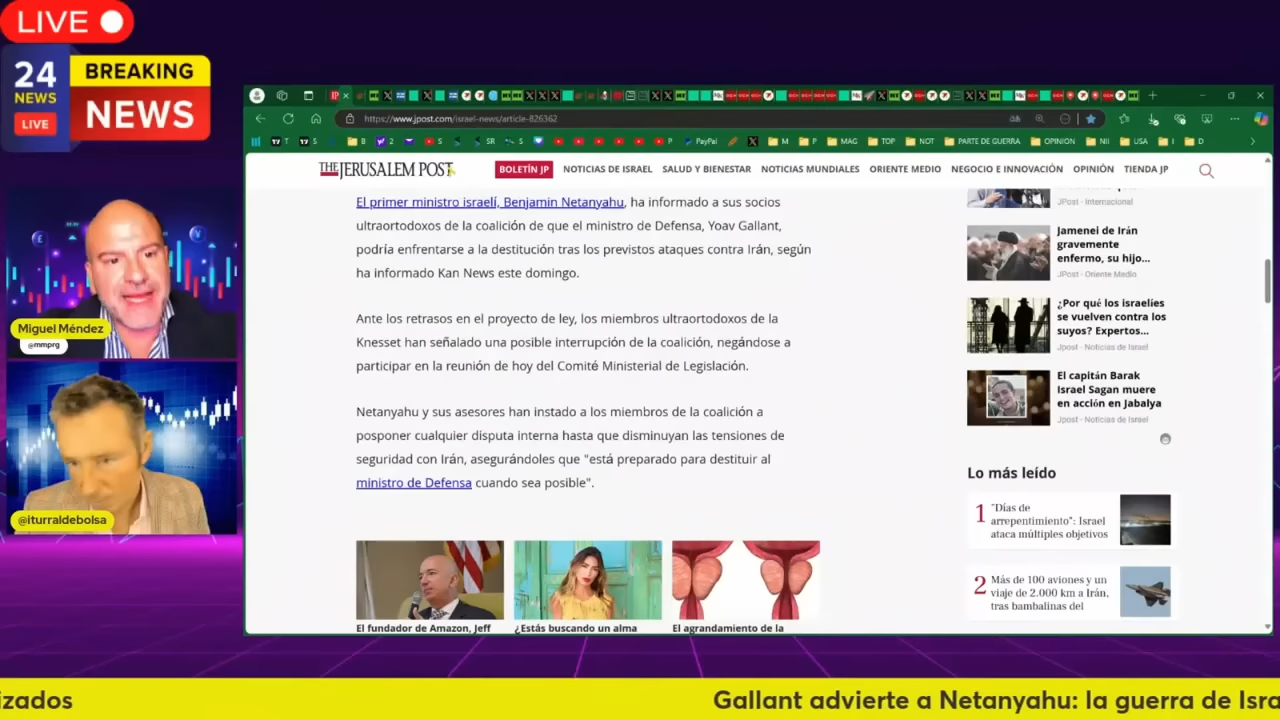 LIVE
24
NEWS
LIVE
BREAKING
NEWS
Miguel Méndez
@mmprg
@iturraldebolsa
https://www.jpost.com/israel-news/article-826362
PayPal
MAG
TOP
NOT
PARTE DE GUERRA
OPINION
NII
USA
THE JERUSALEM POST
BOLETÍN JP
NOTICIAS DE ISRAEL
SALUD Y BIENESTAR
NOTICIAS MUNDIALES
ORIENTE MEDIO
NEGOCIO E INNOVACIÓN
OPINIÓN
TIENDA JP
El primer ministro israelí, Benjamin Netanyahu, ha informado a sus socios
ultraortodoxos de la coalición de que el ministro de Defensa, Yoav Gallant,
podría enfrentarse a la destitución tras los previstos ataques contra Irán, según
ha informado Kan News este domingo.
Ante los retrasos en el proyecto de ley, los miembros ultraortodoxos de la
Knesset han señalado una posible interrupción de la coalición, negándose a
participar en la reunión de hoy del Comité Ministerial de Legislación.
Netanyahu y sus asesores han instado a los miembros de la coalición a
posponer cualquier disputa interna hasta que disminuyan las tensiones de
seguridad con Irán, asegurándoles que "está preparado para destituir al
ministro de Defensa cuando sea posible".
El fundador de Amazon, Jeff
¿Estás buscando un alma
El agrandamiento de la
JPost - Internacional
Jamenei de Irán
gravemente
enfermo, su hijo...
JPost - Oriente Medio
¿Por qué los israelíes
se vuelven contra los
suyos? Expertos...
Jpost - Noticias de Israel
El capitán Barak
Israel Sagan muere
en acción en Jabalya
Jpost - Noticias de Israel
Lo más leído
1
"Días de
arrepentimiento": Israel
ataca múltiples objetivos
2
Más de 100 aviones y un
viaje de 2.000 km a Irán,
tras bambalinas del
izados
Gallant advierte a Netanyahu: la guerra de Isra